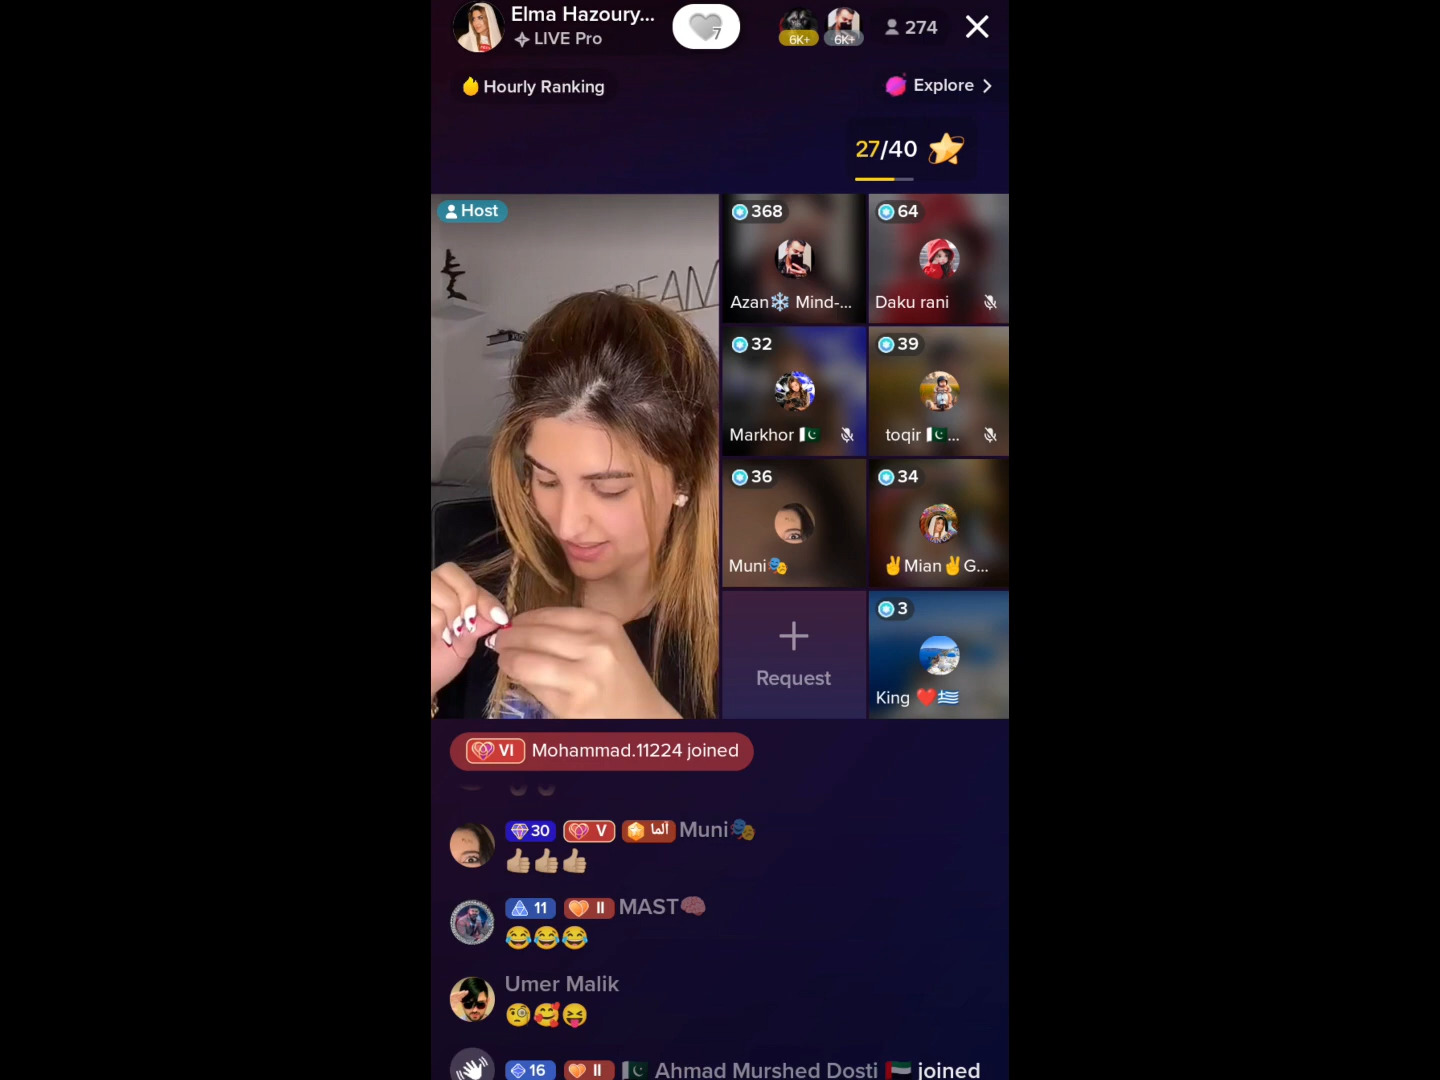 Elma Hazoury...
LIVE Pro
7
6K+
6K+
274
Hourly Ranking
Explore
27/40
Host
DREAM
368
Azan❄️ Mind-...
64
Daku rani
32
Markhor 🇵🇰
39
toqir 🇵🇰...
36
Muni🎭
34
✌️Mian✌️G...
Request
3
King ❤️🇬🇷
VI Mohammad.11224 joined
30 V ألما Muni🎭
👍🏼👍🏼👍🏼
11 II MAST🧠
😂😂😂
Umer Malik
🧐🥰😝
16 II 🇵🇰 Ahmad Murshed Dosti 🇦🇪 joined